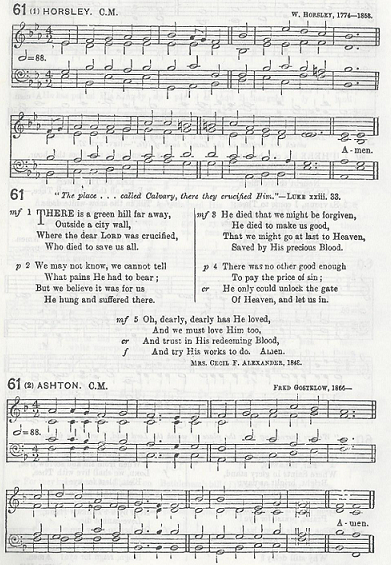 61 (1) HORSLEY. C.M.
W. HORSLEY, 1774—1858.
=88.
A - men.
61
"The place . . . called Calvary, there they crucified Him."—LUKE xxiii. 33.
mf 1 THERE is a green hill far away,
Outside a city wall,
Where the dear LORD was crucified,
Who died to save us all.
p 2 We may not know, we cannot tell
What pains He had to bear ;
But we believe it was for us
He hung and suffered there.
mf 3 He died that we might be forgiven,
He died to make us good,
That we might go at last to Heaven,
Saved by His precious Blood.
p 4 There was no other good enough
To pay the price of sin ;
cr He only could unlock the gate
Of Heaven, and let us in.
mf 5 Oh, dearly, dearly has He loved,
And we must love Him too,
cr And trust in His redeeming Blood,
f And try His works to do. AMEN.
MRS. CECIL F. ALEXANDER, 1848.
61 (2) ASHTON. C.M.
FRED GOSTELOW, 1866—
=88.
A - men.